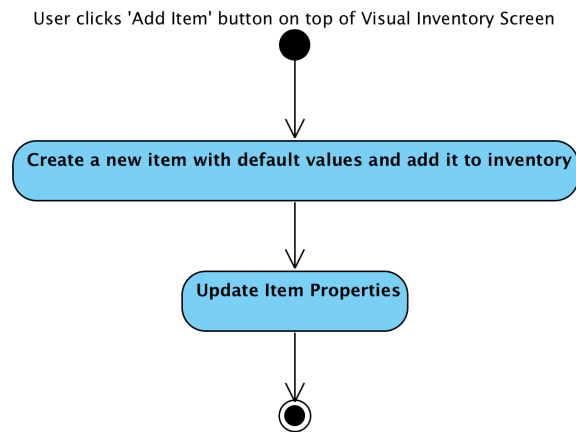 User clicks 'Add Item' button on top of Visual Inventory Screen
Create a new item with default values and add it to inventory
Update Item Properties